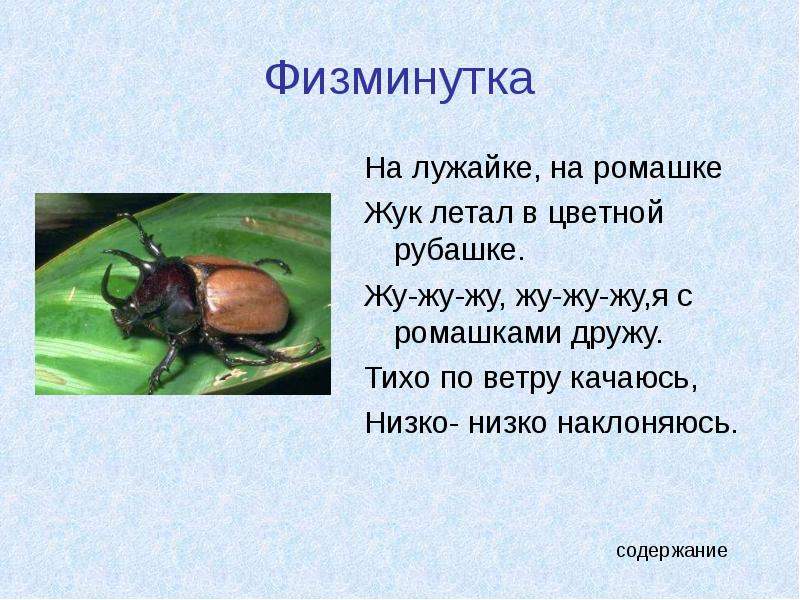 Физминутка
На лужайке, на ромашке
Жук летал в цветной
рубашке.
Жу-жу-жу, жу-жу-жу,я с
ромашками дружу.
Тихо по ветру качаюсь,
Низко- низко наклоняюсь.
содержание